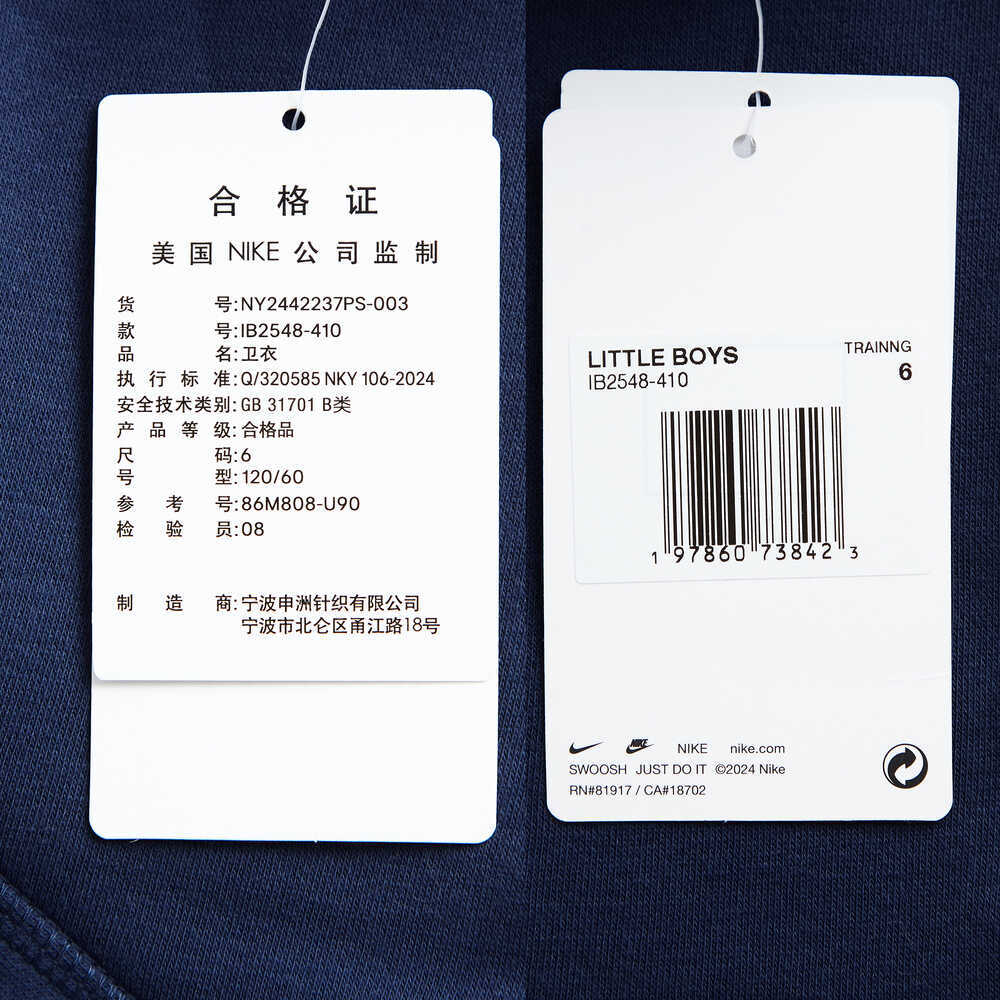 合格证
美国NIKE公司监制
货号:NY2442237PS-003
款号:IB2548-410
品名:卫衣
执行标准:Q/320585 NKY 106-2024
安全技术类别:GB 31701 B类
产品等级:合格品
尺码:6
号型:120/60
参考号:86M808-U90
检验员:08
制造商:宁波申洲针织有限公司
宁波市北仑区甬江路18号
LITTLE BOYS TRAINNG
IB2548-410 6
1 97860 73842 3
NIKE NIKE nike.com
SWOOSH JUST DO IT ©2024 Nike
RN#81917 / CA#18702